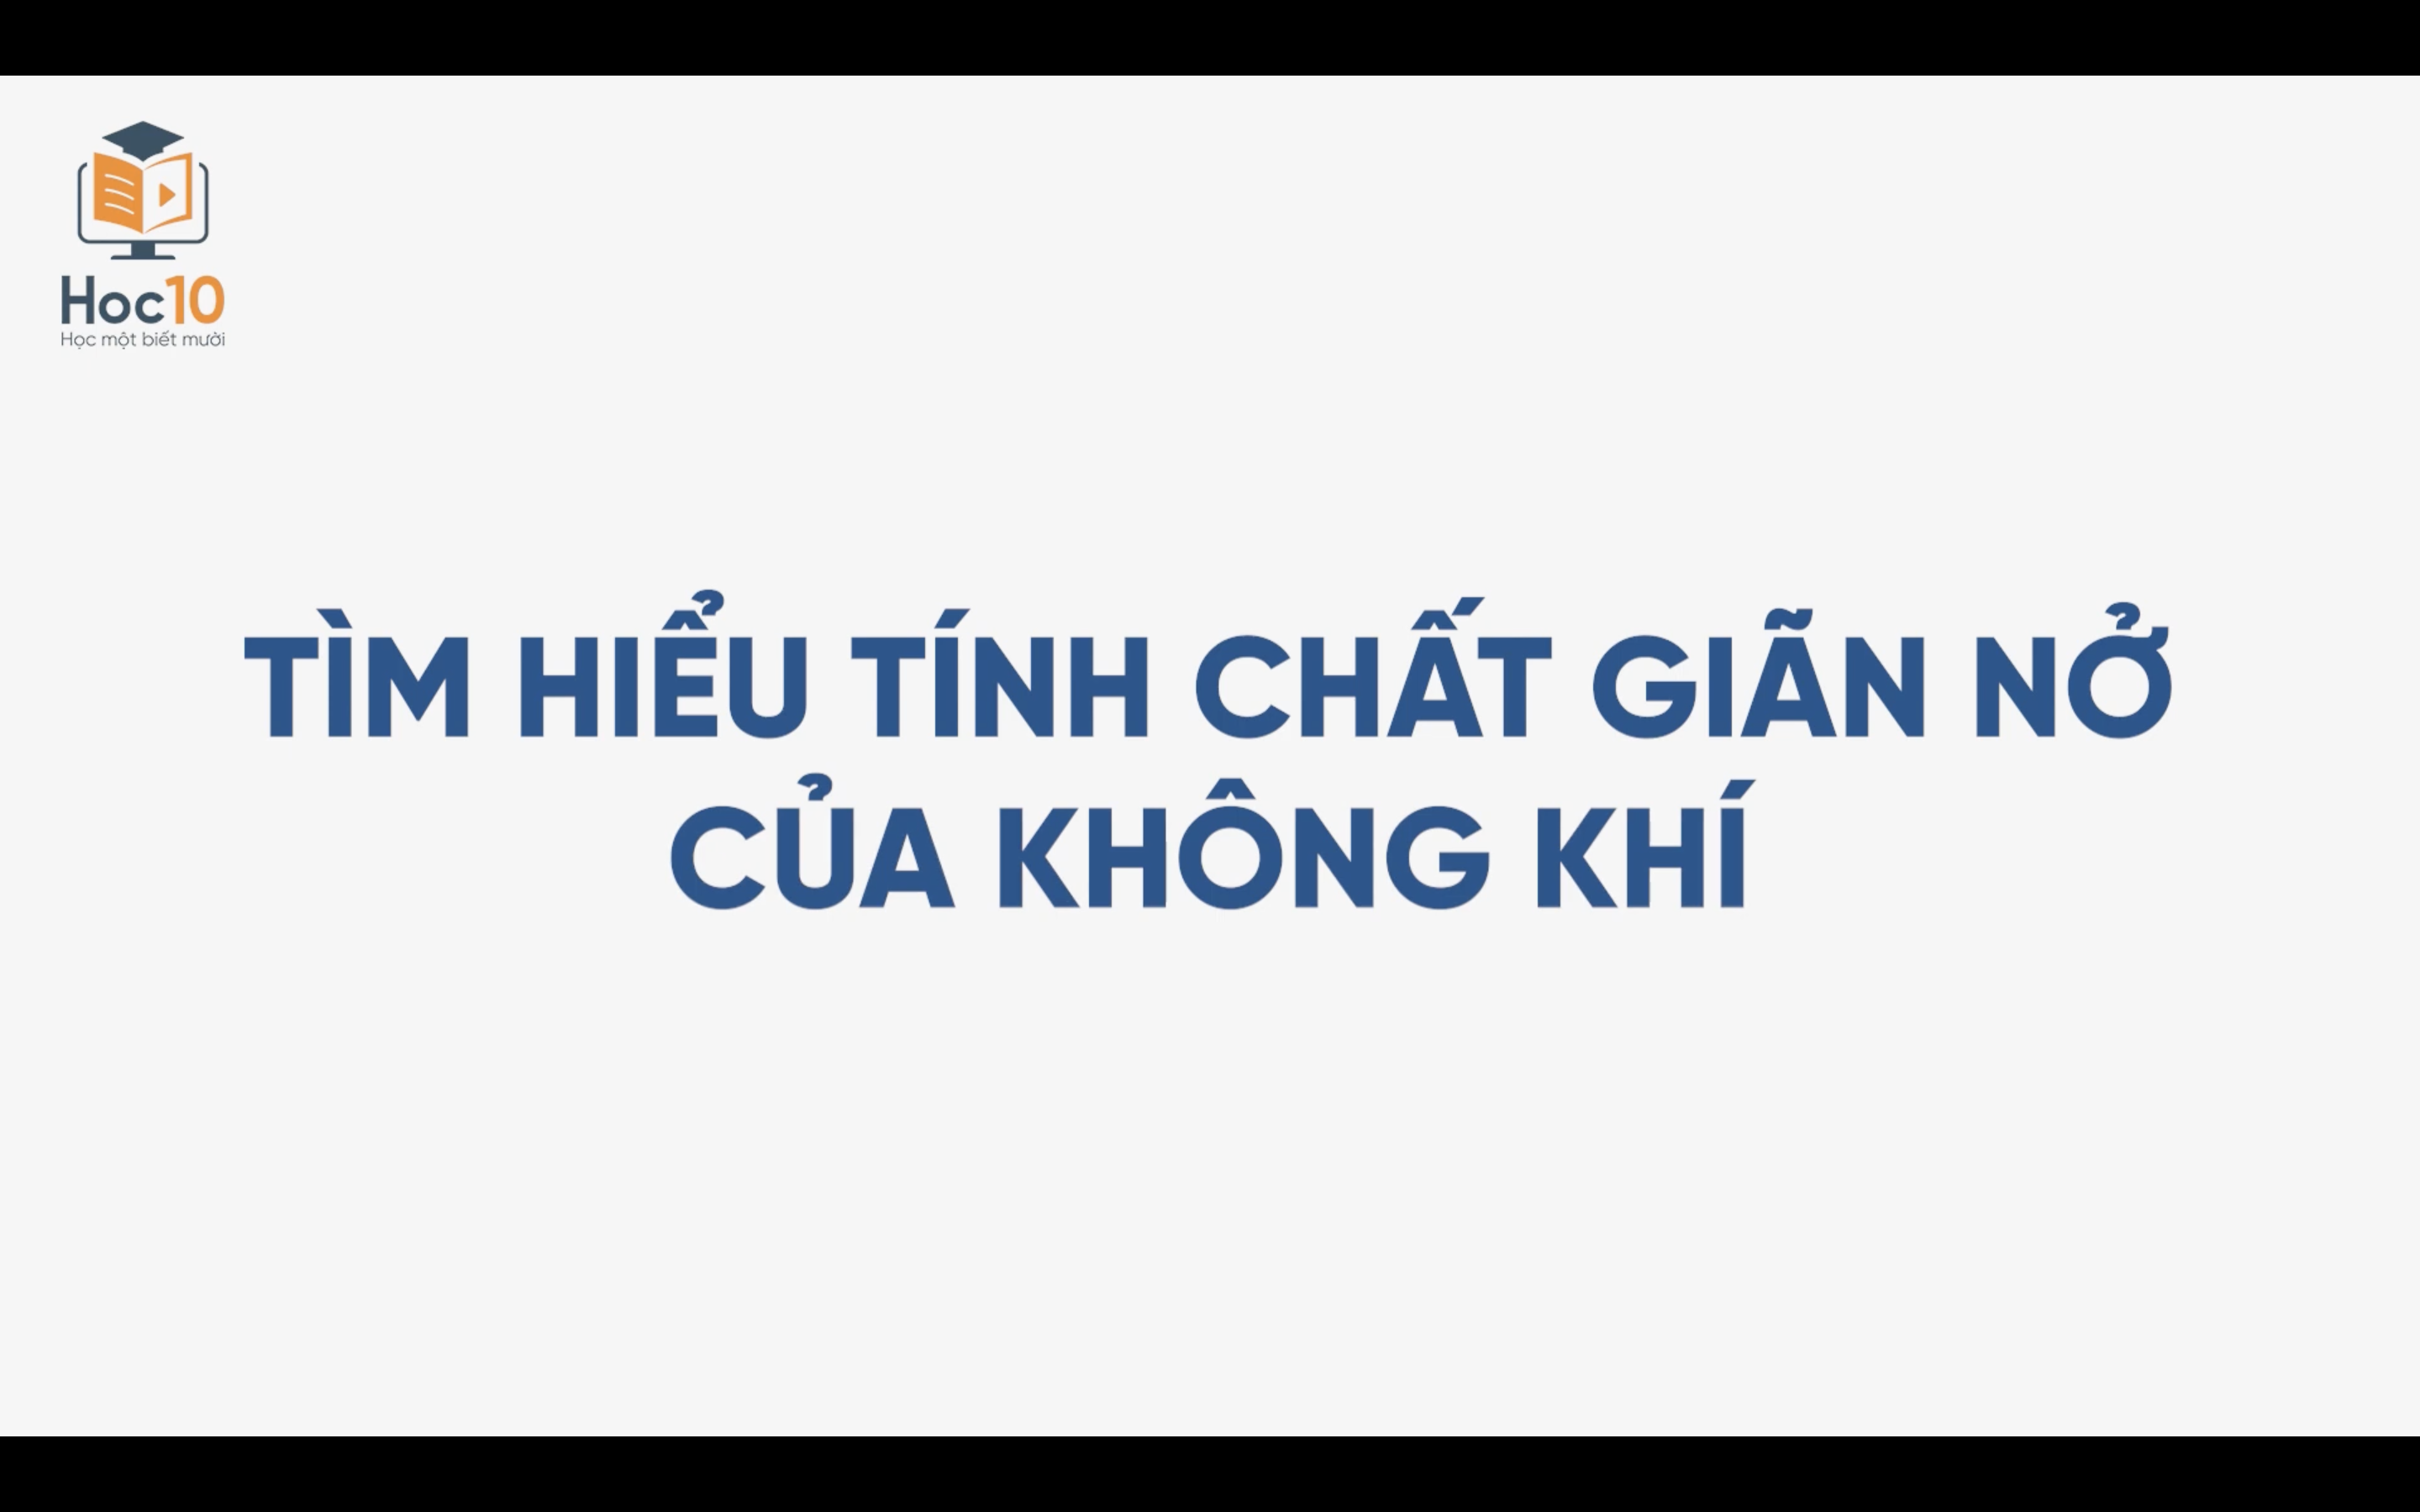 Hoc10
Học một biết mười
TÌM HIỂU TÍNH CHẤT GIÃN NỞ
CỦA KHÔNG KHÍ